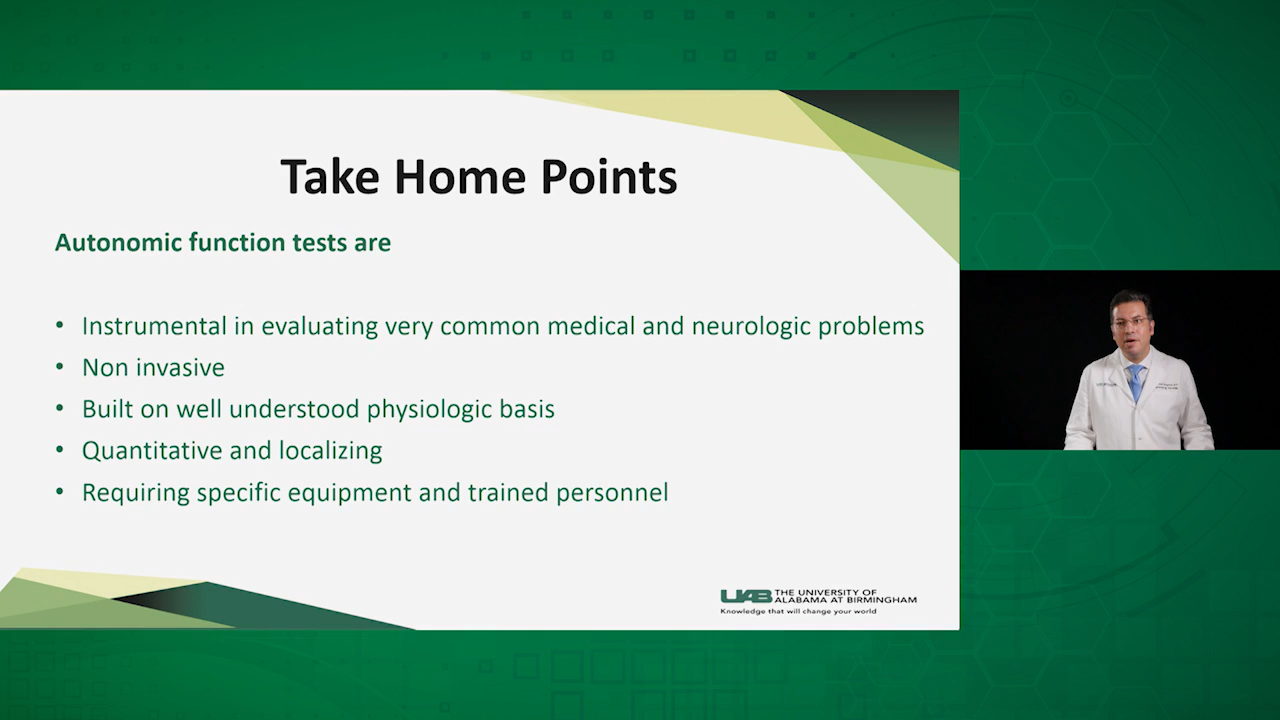 Take Home Points
Autonomic function tests are
• Instrumental in evaluating very common medical and neurologic problems
• Non invasive
• Built on well understood physiologic basis
• Quantitative and localizing
• Requiring specific equipment and trained personnel
UAB THE UNIVERSITY OF
ALABAMA AT BIRMINGHAM
Knowledge that will change your world